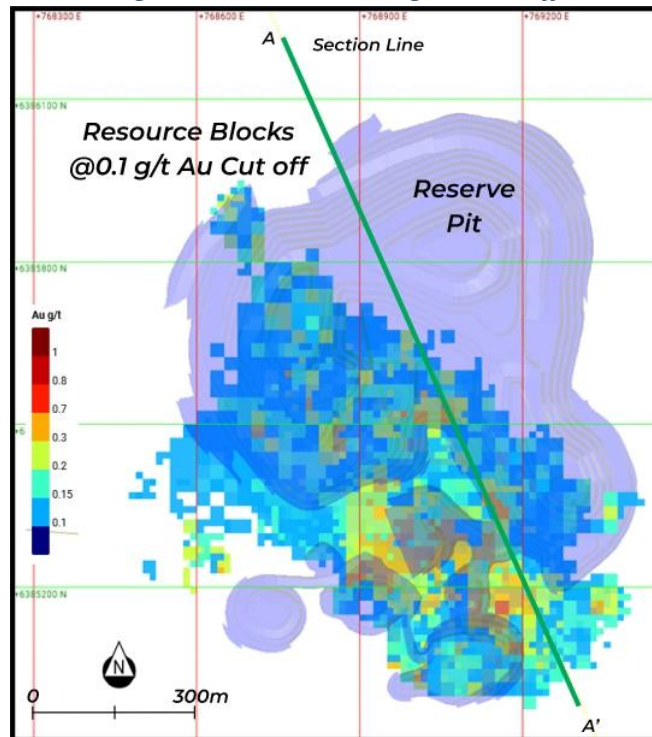 +768300 E
+768600 E
+768900 E
+769200 E
A
Section Line
+6386100 N
Resource Blocks
@0.1 g/t Au Cut off
Reserve
Pit
+6385800 N
Au g/t
1
0.8
0.7
0.3
0.2
0.15
0.1
+6
+6385200 N
N
0
300m
A'